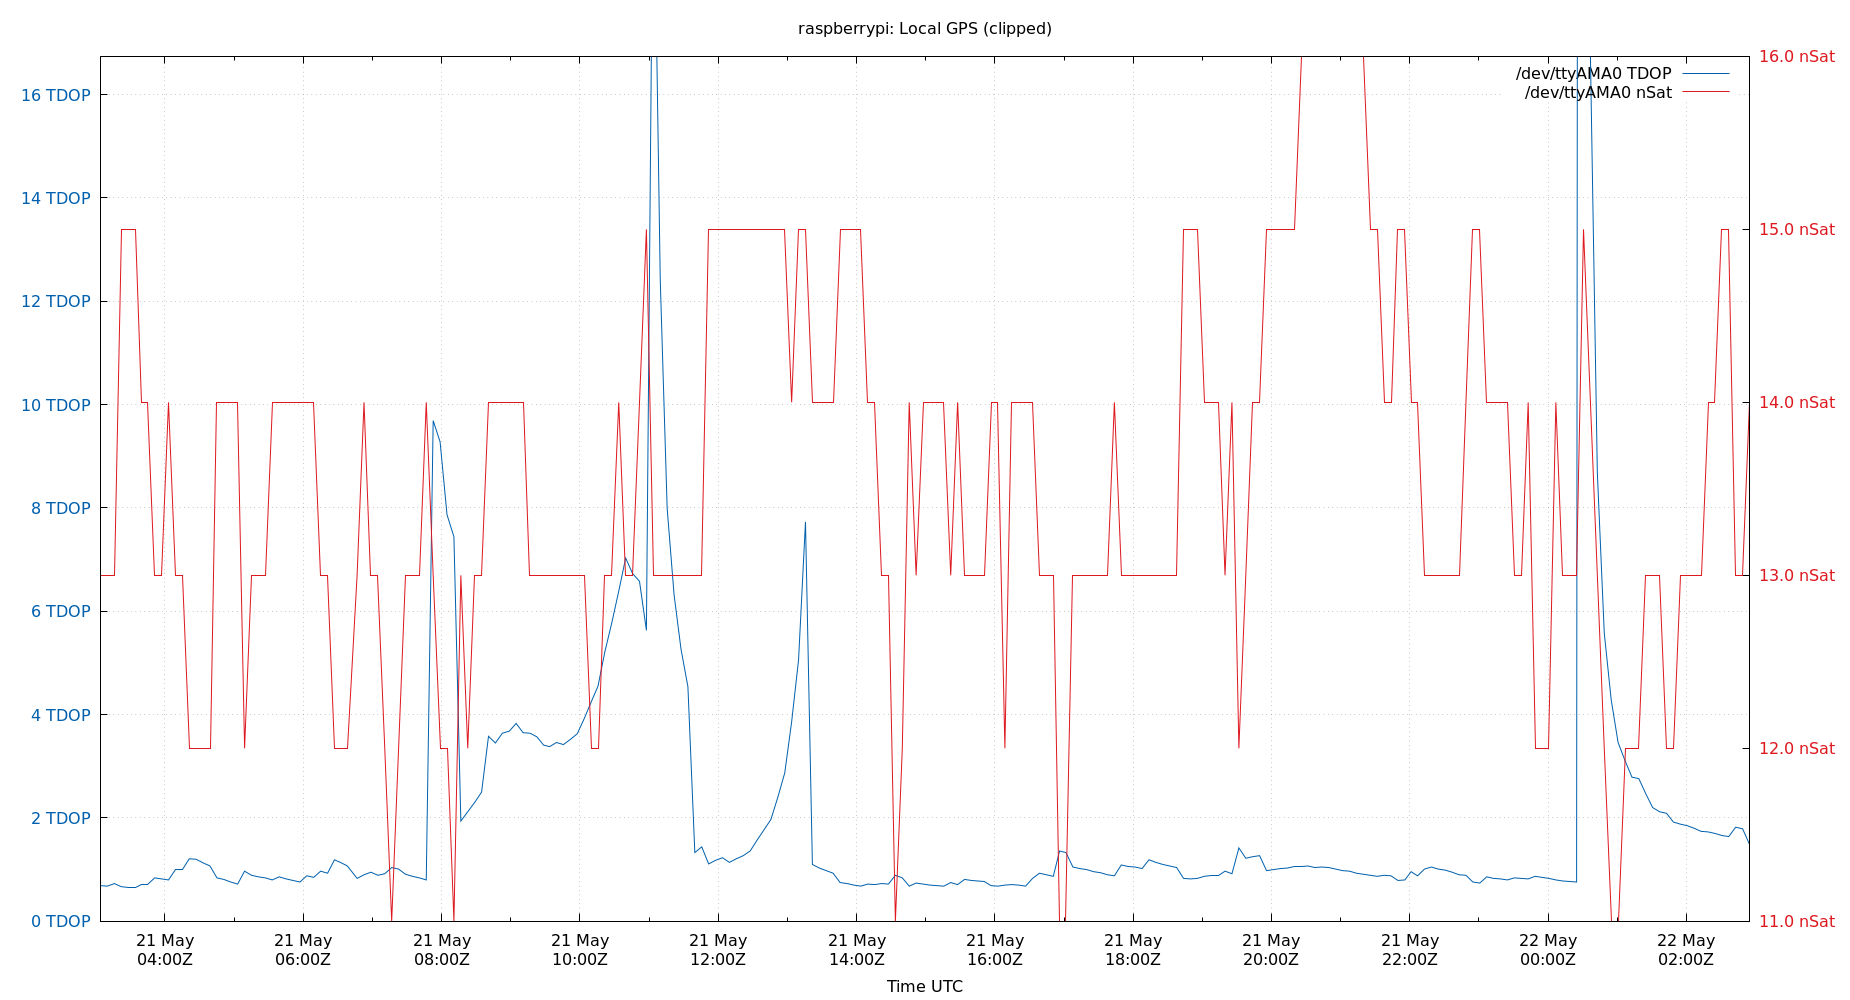 raspberrypi: Local GPS (clipped)
/dev/ttyAMA0 TDOP
/dev/ttyAMA0 nSat
16 TDOP
14 TDOP
12 TDOP
10 TDOP
8 TDOP
6 TDOP
4 TDOP
2 TDOP
0 TDOP
16.0 nSat
15.0 nSat
14.0 nSat
13.0 nSat
12.0 nSat
11.0 nSat
21 May
04:00Z
21 May
06:00Z
21 May
08:00Z
21 May
10:00Z
21 May
12:00Z
21 May
14:00Z
21 May
16:00Z
21 May
18:00Z
21 May
20:00Z
21 May
22:00Z
22 May
00:00Z
22 May
02:00Z
Time UTC